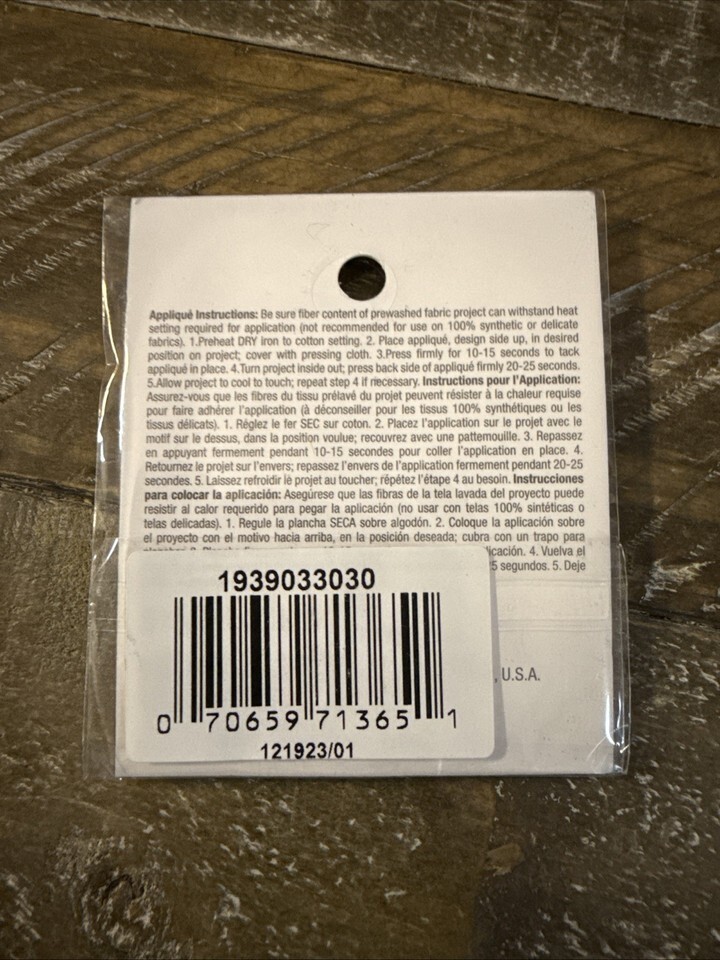 Appliqué Instructions: Be sure fiber content of prewashed fabric project can withstand heat
setting required for application (not recommended for use on 100% synthetic or delicate
fabrics). 1.Preheat DRY iron to cotton setting. 2. Place appliqué, design side up, in desired
position on project; cover with pressing cloth. 3.Press firmly for 10-15 seconds to tack
appliqué in place. 4.Turn project inside out; press back side of appliqué firmly 20-25 seconds.
5.Allow project to cool to touch; repeat step 4 if necessary. Instructions pour l'Application:
Assurez-vous que les fibres du tissu prélavé du projet peuvent résister à la chaleur requise
pour faire adhérer l'application (à déconseiller pour les tissus 100% synthétiques ou les
tissus délicats). 1. Réglez le fer SEC sur coton. 2. Placez l'application sur le projet avec le
motif sur le dessus, dans la position voulue; recouvrez avec une pattemouille. 3. Repassez
en appuyant fermement pendant 10-15 secondes pour coller l'application en place. 4.
Retournez le projet sur l'envers; repassez l'envers de l'application fermement pendant 20-25
secondes. 5. Laissez refroidir le projet au toucher; répétez l'étape 4 au besoin. Instrucciones
para colocar la aplicación: Asegúrese que las fibras de la tela lavada del proyecto puede
resistir al calor requerido para pegar la aplicación (no usar con telas 100% sintéticas o
telas delicadas). 1. Regule la plancha SECA sobre algodón. 2. Coloque la aplicación sobre
el proyecto con el motivo hacia arriba, en la posición deseada; cubra con un trapo para
licación. 4. Vuelva el
5 segundos. 5. Deje
, U.S.A.
1939033030
0 70659 71365 1
121923/01